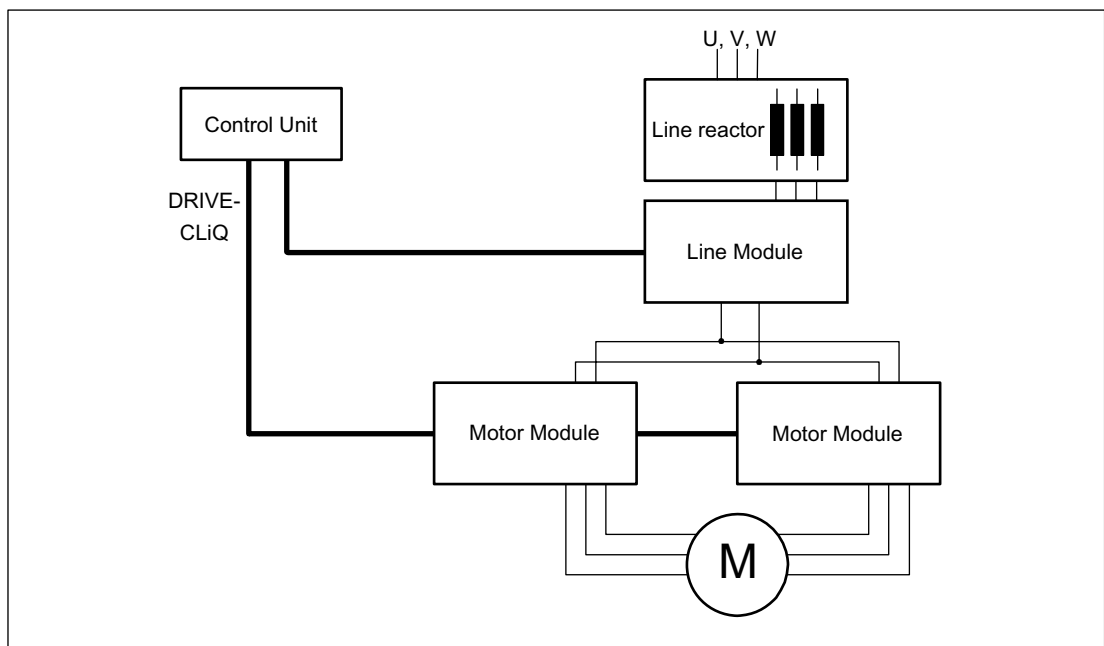 U, V, W
Control Unit
Line reactor
DRIVE-
CLiQ
Line Module
Motor Module
Motor Module
M